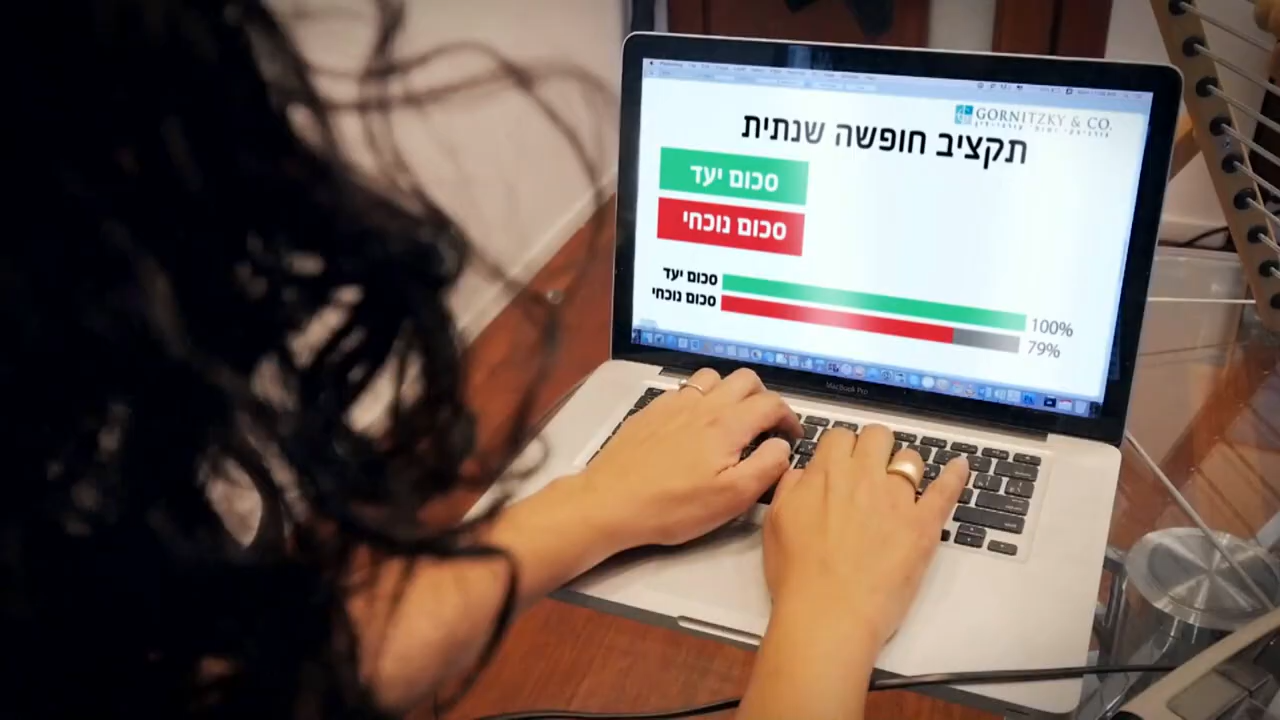 GORNITZKY & CO.
תקציב חופשה שנתית
סכום יעד
סכום נוכחי
סכום יעד 100%
סכום נוכחי 79%
MacBook Pro